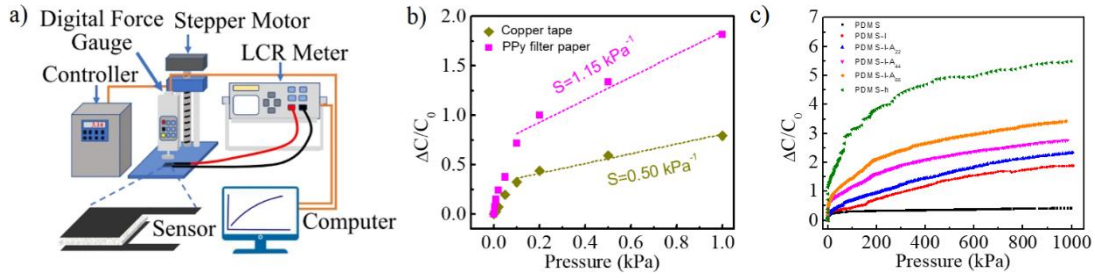 a)
Digital Force
Gauge
Stepper Motor
Controller
LCR Meter
Sensor
Computer
b)
Copper tape
PPy filter paper
S=1.15 kPa⁻¹
S=0.50 kPa⁻¹
ΔC/C₀
2.0
1.5
1.0
0.5
0.0
0.0 0.2 0.4 0.6 0.8 1.0
Pressure (kPa)
c)
PDMS
PDMS-l
PDMS-l-A₂₂
PDMS-l-A₄₄
PDMS-h
ΔC/C₀
7
6
5
4
3
2
1
0
0 200 400 600 800 1000
Pressure (kPa)